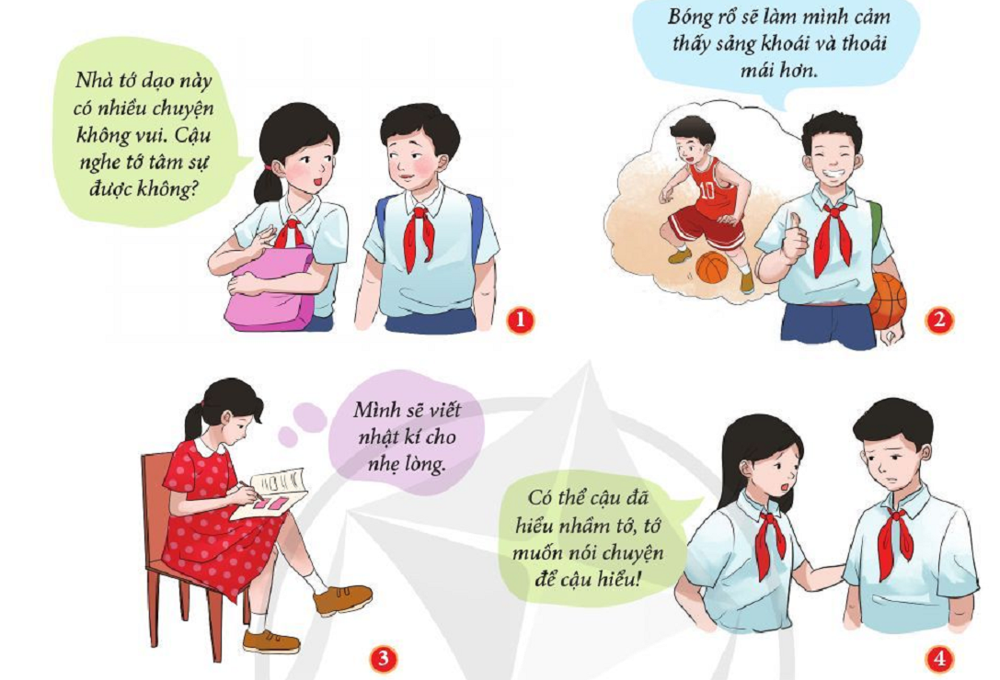 Nhà tớ dạo này
có nhiều chuyện
không vui. Cậu
nghe tớ tâm sự
được không?
1
Bóng rổ sẽ làm mình cảm
thấy sảng khoái và thoải
mái hơn.
10
2
Mình sẽ viết
nhật kí cho
nhẹ lòng.
3
Có thể cậu đã
hiểu nhầm tớ, tớ
muốn nói chuyện
để cậu hiểu!
4